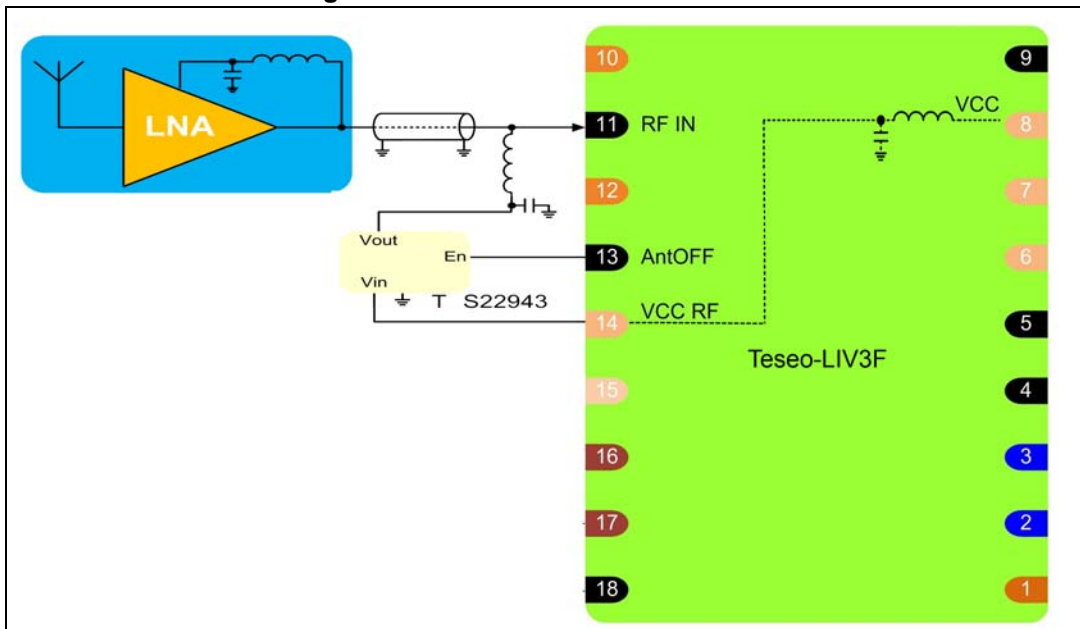 g
LNA
10
9
11 RF IN
VCC
8
12
7
Vout
En
13 AntOFF
6
Vin
T S22943
14 VCC RF
5
Teseo-LIV3F
15
4
16
3
17
2
18
1